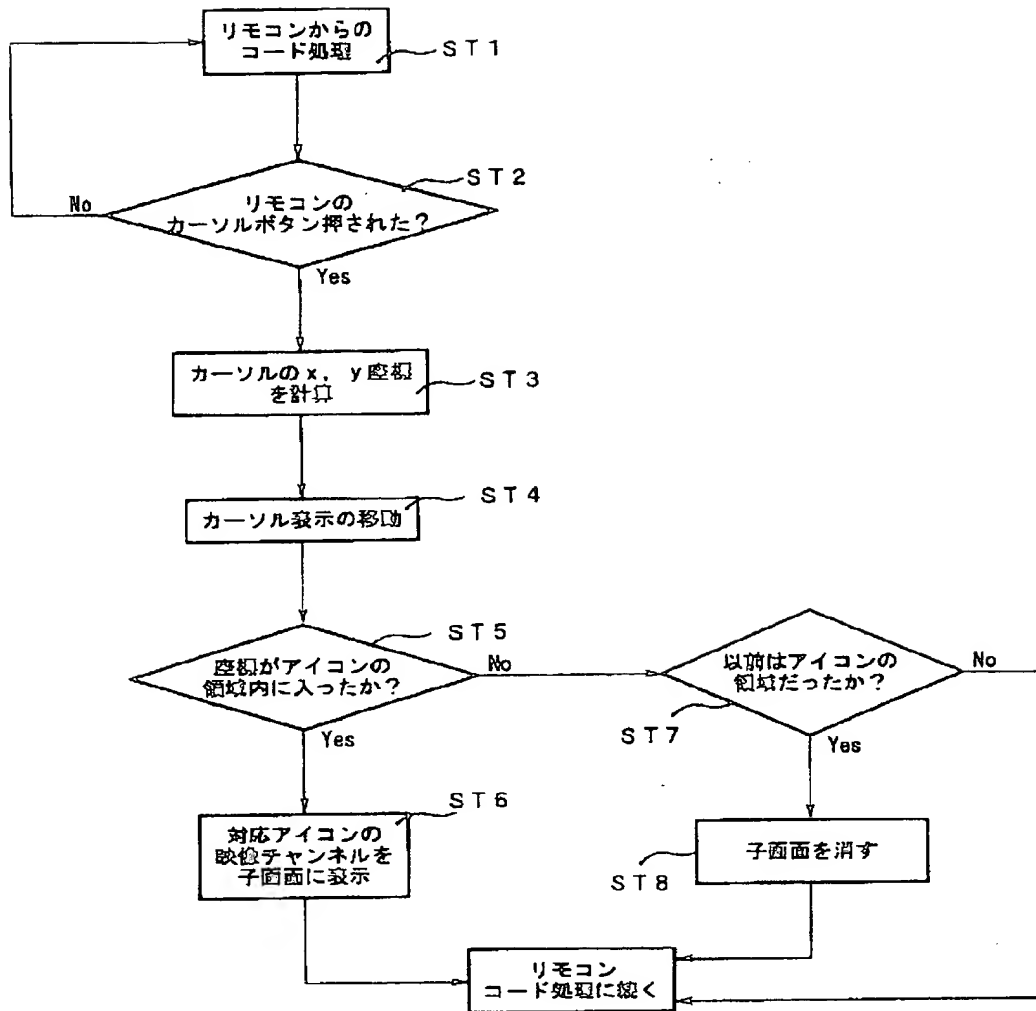 リモコンからの
コード処理
ST1
リモコンの
カーソルボタン押された?
ST2
No
Yes
カーソルのx, y座標
を計算
ST3
カーソル表示の移動
ST4
座標がアイコンの
領域内に入ったか?
ST5
No
Yes
以前はアイコンの
領域だったか?
ST7
No
Yes
対応アイコンの
映像チャンネルを
子画面に表示
ST6
子画面を消す
ST8
リモコン
コード処理に続く